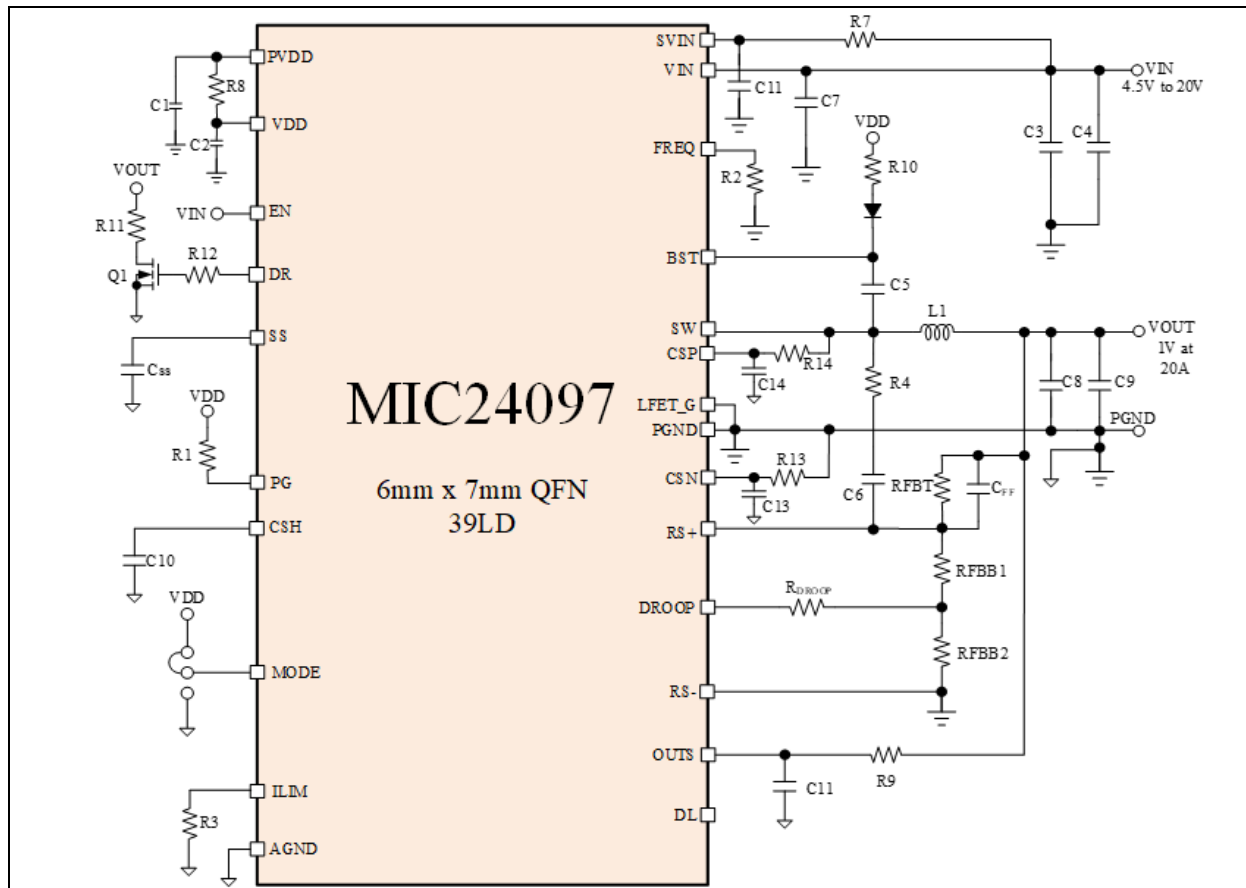 PVDD
R8
C1
VDD
C2
VOUT
R11
VIN
EN
R12
Q1
DR
SS
Css
VDD
R1
PG
CSH
C10
VDD
MODE
ILIM
R3
AGND
MIC24097
6mm x 7mm QFN
39LD
SVIN
R7
VIN
VIN
4.5V to 20V
C11
C7
C3
C4
VDD
FREQ
R10
R2
BST
C5
L1
SW
VOUT
1V at
20A
CSP
R14
C14
R4
C8
C9
LFET_G
PGND
PGND
R13
CSN
C13
C6
RFBT
CFF
RS+
RFBB1
RDROOP
DROOP
RFBB2
RS-
OUTS
R9
C11
DL